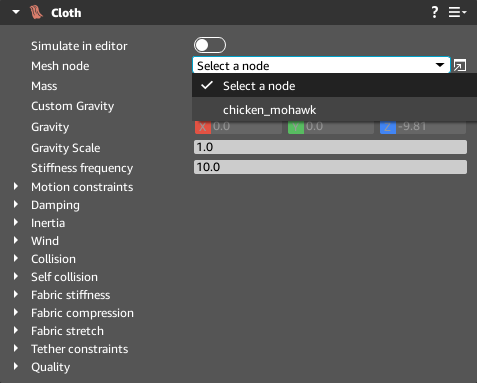 Cloth ?
Simulate in editor
Mesh node Select a node
Mass Select a node
Custom Gravity chicken_mohawk
Gravity X 0.0 0.0 Z -9.81
Gravity Scale 1.0
Stiffness frequency 10.0
Motion constraints
Damping
Inertia
Wind
Collision
Self collision
Fabric stiffness
Fabric compression
Fabric stretch
Tether constraints
Quality